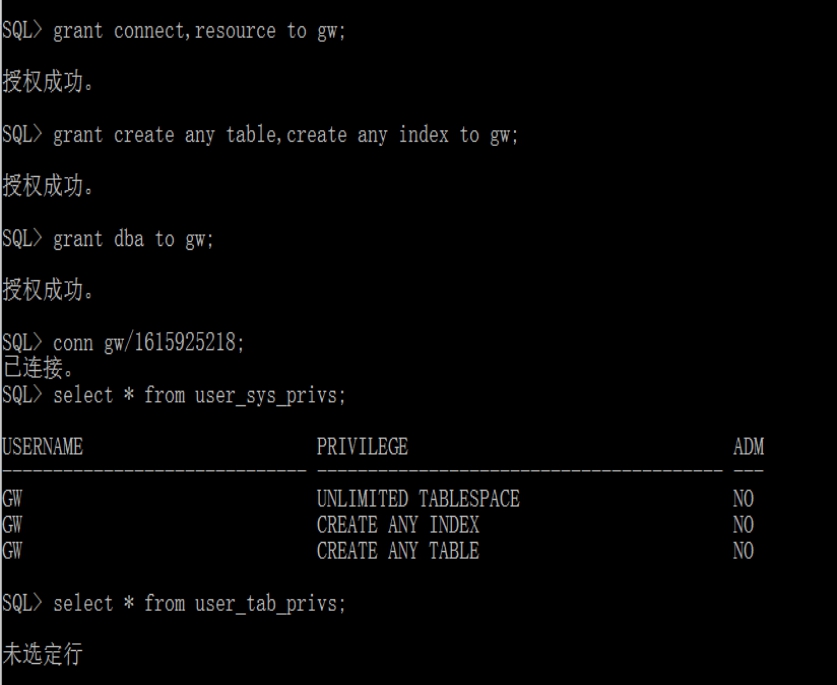 SQL> grant connect,resource to gw;
授权成功。
SQL> grant create any table,create any index to gw;
授权成功。
SQL> grant dba to gw;
授权成功。
SQL> conn gw/1615925218;
已连接。
SQL> select * from user_sys_privs;
USERNAME PRIVILEGE ADM
------------------------------ ---------------------------------------- ---
GW UNLIMITED TABLESPACE NO
GW CREATE ANY INDEX NO
GW CREATE ANY TABLE NO
SQL> select * from user_tab_privs;
未选定行